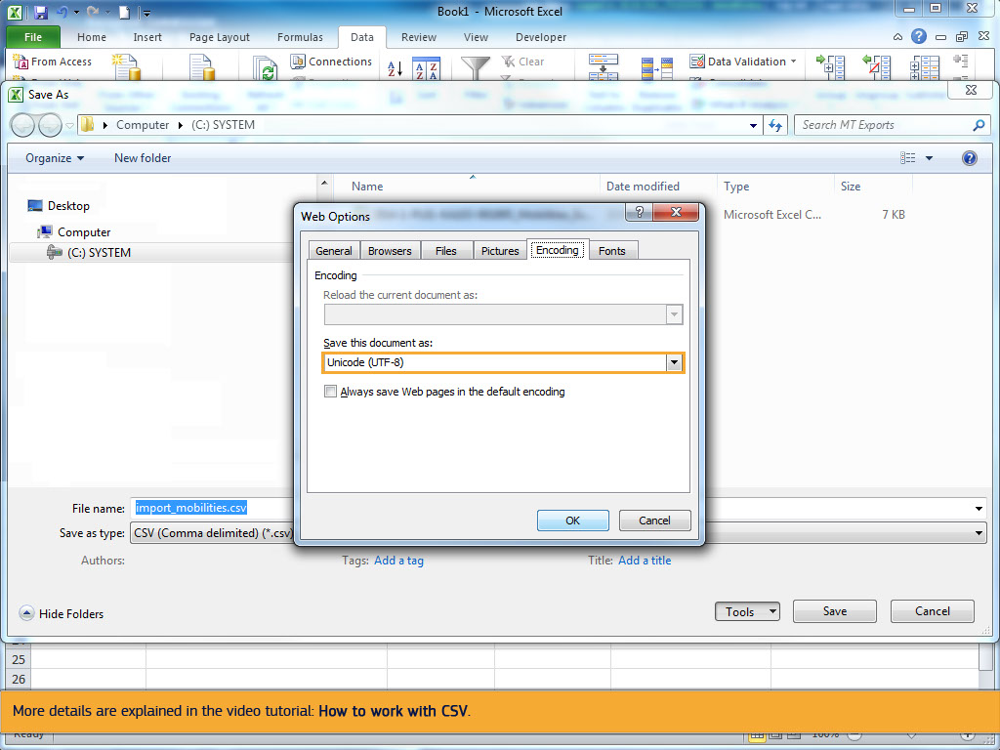 Book1 - Microsoft Excel
File Home Insert Page Layout Formulas Data Review View Developer
From Access Connections Clear Data Validation
A Z
Z A
Save As
Computer (C:) SYSTEM Search MT Exports
Organize New folder
Name Date modified Type Size
Desktop
Computer
(C:) SYSTEM
Microsoft Excel C... 7 KB
Web Options
General Browsers Files Pictures Encoding Fonts
Encoding
Reload the current document as:
Save this document as:
Unicode (UTF-8)
Always save Web pages in the default encoding
OK Cancel
File name: import_mobilities.csv
Save as type: CSV (Comma delimited) (*.csv)
Authors: Tags: Add a tag Title: Add a title
Hide Folders Tools Save Cancel
25
26
More details are explained in the video tutorial: How to work with CSV.
Ready 100%